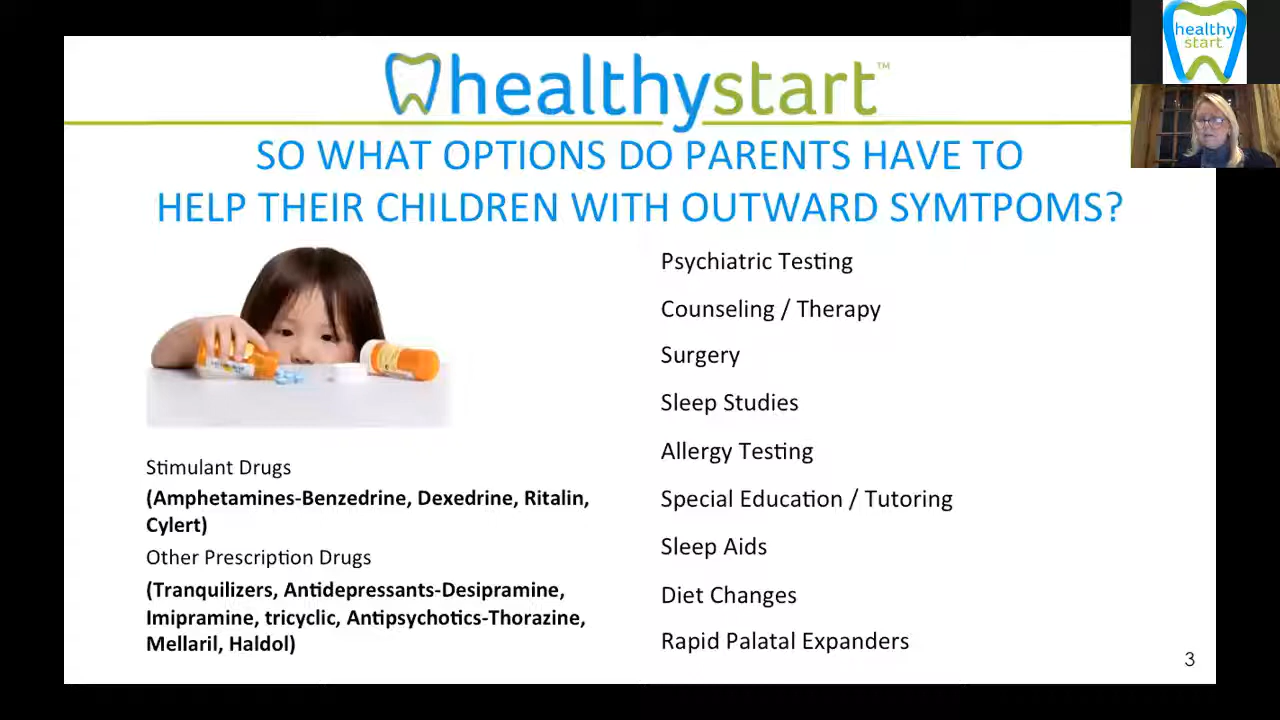 healthystart™
healthy
start
SO WHAT OPTIONS DO PARENTS HAVE TO
HELP THEIR CHILDREN WITH OUTWARD SYMTPOMS?
Stimulant Drugs
(Amphetamines-Benzedrine, Dexedrine, Ritalin,
Cylert)
Other Prescription Drugs
(Tranquilizers, Antidepressants-Desipramine,
Imipramine, tricyclic, Antipsychotics-Thorazine,
Mellaril, Haldol)
Psychiatric Testing
Counseling / Therapy
Surgery
Sleep Studies
Allergy Testing
Special Education / Tutoring
Sleep Aids
Diet Changes
Rapid Palatal Expanders
3